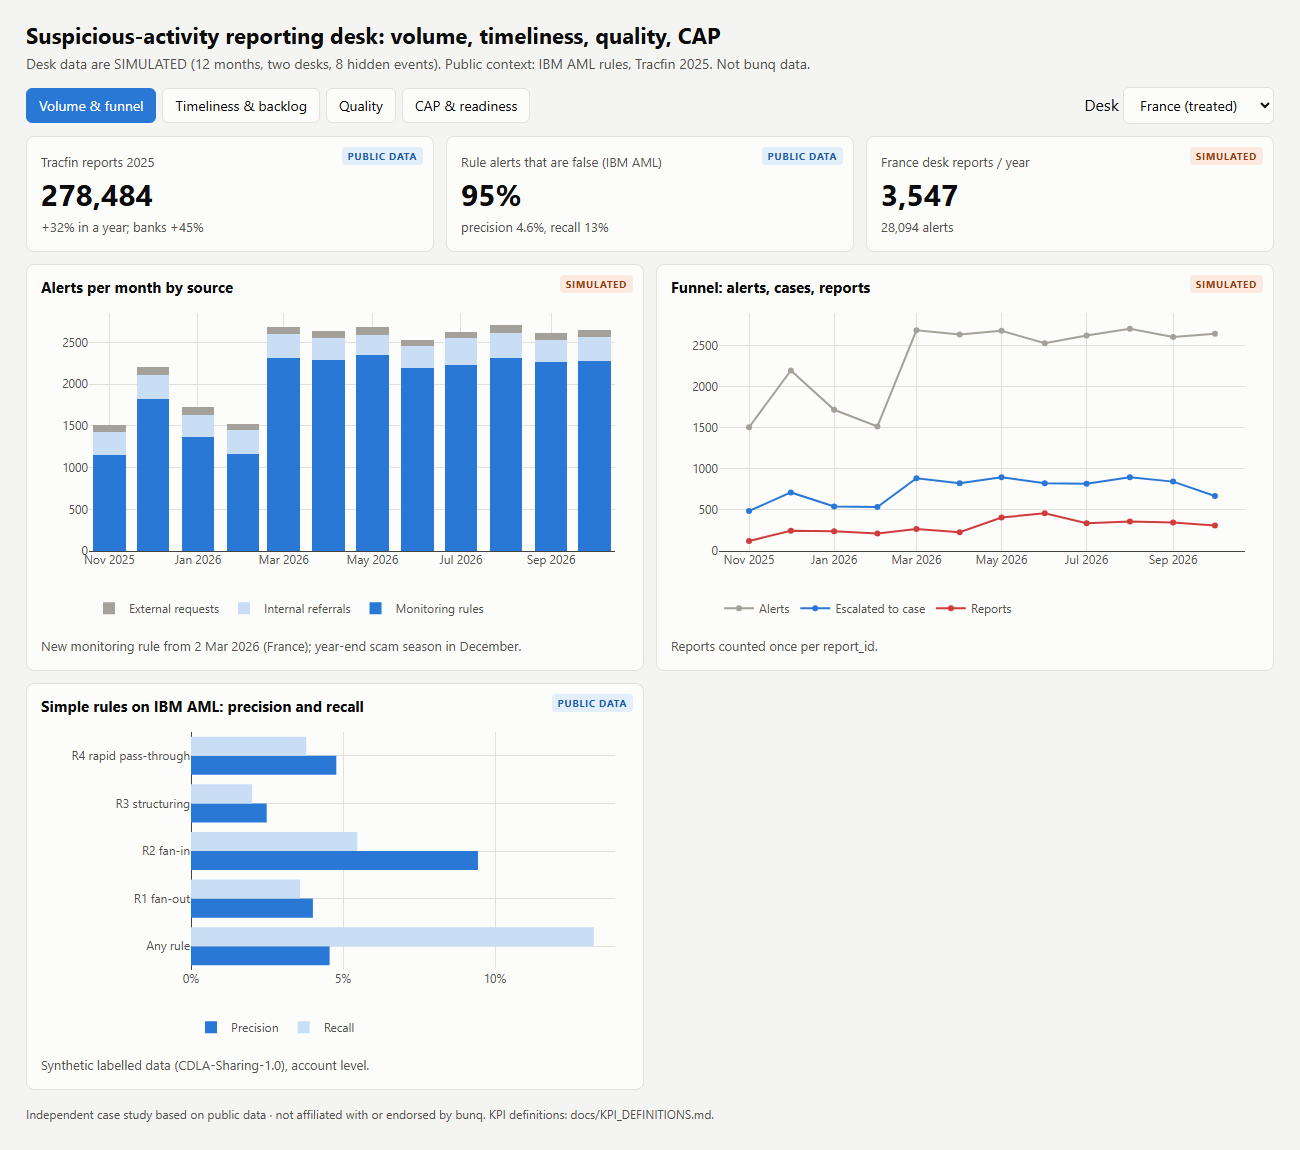 Suspicious-activity reporting desk: volume, timeliness, quality, CAP
Desk data are SIMULATED (12 months, two desks, 8 hidden events). Public context: IBM AML rules, Tracfin 2025. Not bunq data.
Volume & funnel
Timeliness & backlog
Quality
CAP & readiness
Desk
France (treated)
Tracfin reports 2025
PUBLIC DATA
278,484
+32% in a year; banks +45%
Rule alerts that are false (IBM AML)
PUBLIC DATA
95%
precision 4.6%, recall 13%
France desk reports / year
SIMULATED
3,547
28,094 alerts
Alerts per month by source
SIMULATED
2500
2000
1500
1000
500
0
Nov 2025
Jan 2026
Mar 2026
May 2026
Jul 2026
Sep 2026
External requests
Internal referrals
Monitoring rules
New monitoring rule from 2 Mar 2026 (France); year-end scam season in December.
Funnel: alerts, cases, reports
SIMULATED
2500
2000
1500
1000
500
0
Nov 2025
Jan 2026
Mar 2026
May 2026
Jul 2026
Sep 2026
Alerts
Escalated to case
Reports
Reports counted once per report_id.
Simple rules on IBM AML: precision and recall
PUBLIC DATA
R4 rapid pass-through
R3 structuring
R2 fan-in
R1 fan-out
Any rule
0%
5%
10%
Precision
Recall
Synthetic labelled data (CDLA-Sharing-1.0), account level.
Independent case study based on public data · not affiliated with or endorsed by bunq. KPI definitions: docs/KPI_DEFINITIONS.md.